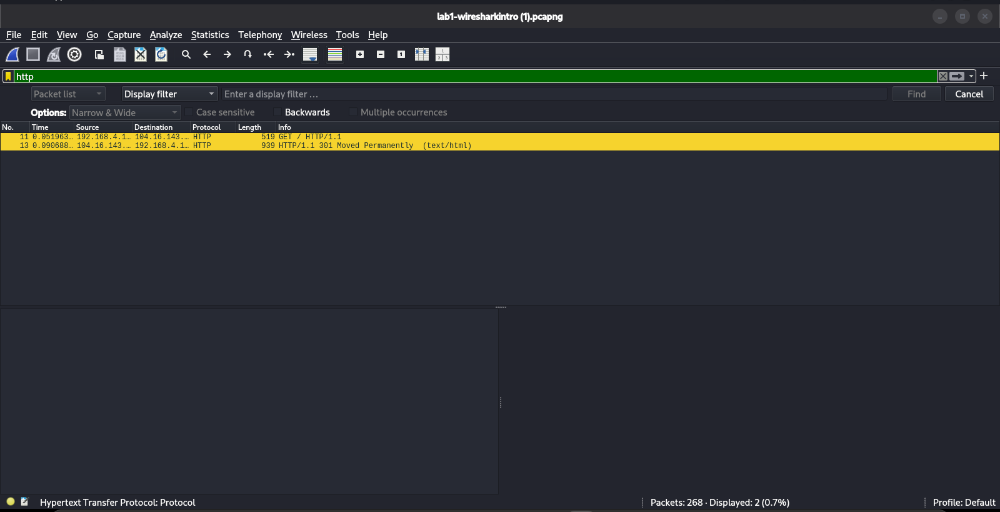 lab1-wiresharkintro (1).pcapng
File Edit View Go Capture Analyze Statistics Telephony Wireless Tools Help
http
Packet list Display filter Enter a display filter … Find Cancel
Options: Narrow & Wide Case sensitive Backwards Multiple occurrences
No. Time Source Destination Protocol Length Info
11 0.051963… 192.168.4.1… 104.16.143.… HTTP 519 GET / HTTP/1.1
13 0.090688… 104.16.143.… 192.168.4.1… HTTP 939 HTTP/1.1 301 Moved Permanently (text/html)
Hypertext Transfer Protocol: Protocol Packets: 268 · Displayed: 2 (0.7%) Profile: Default